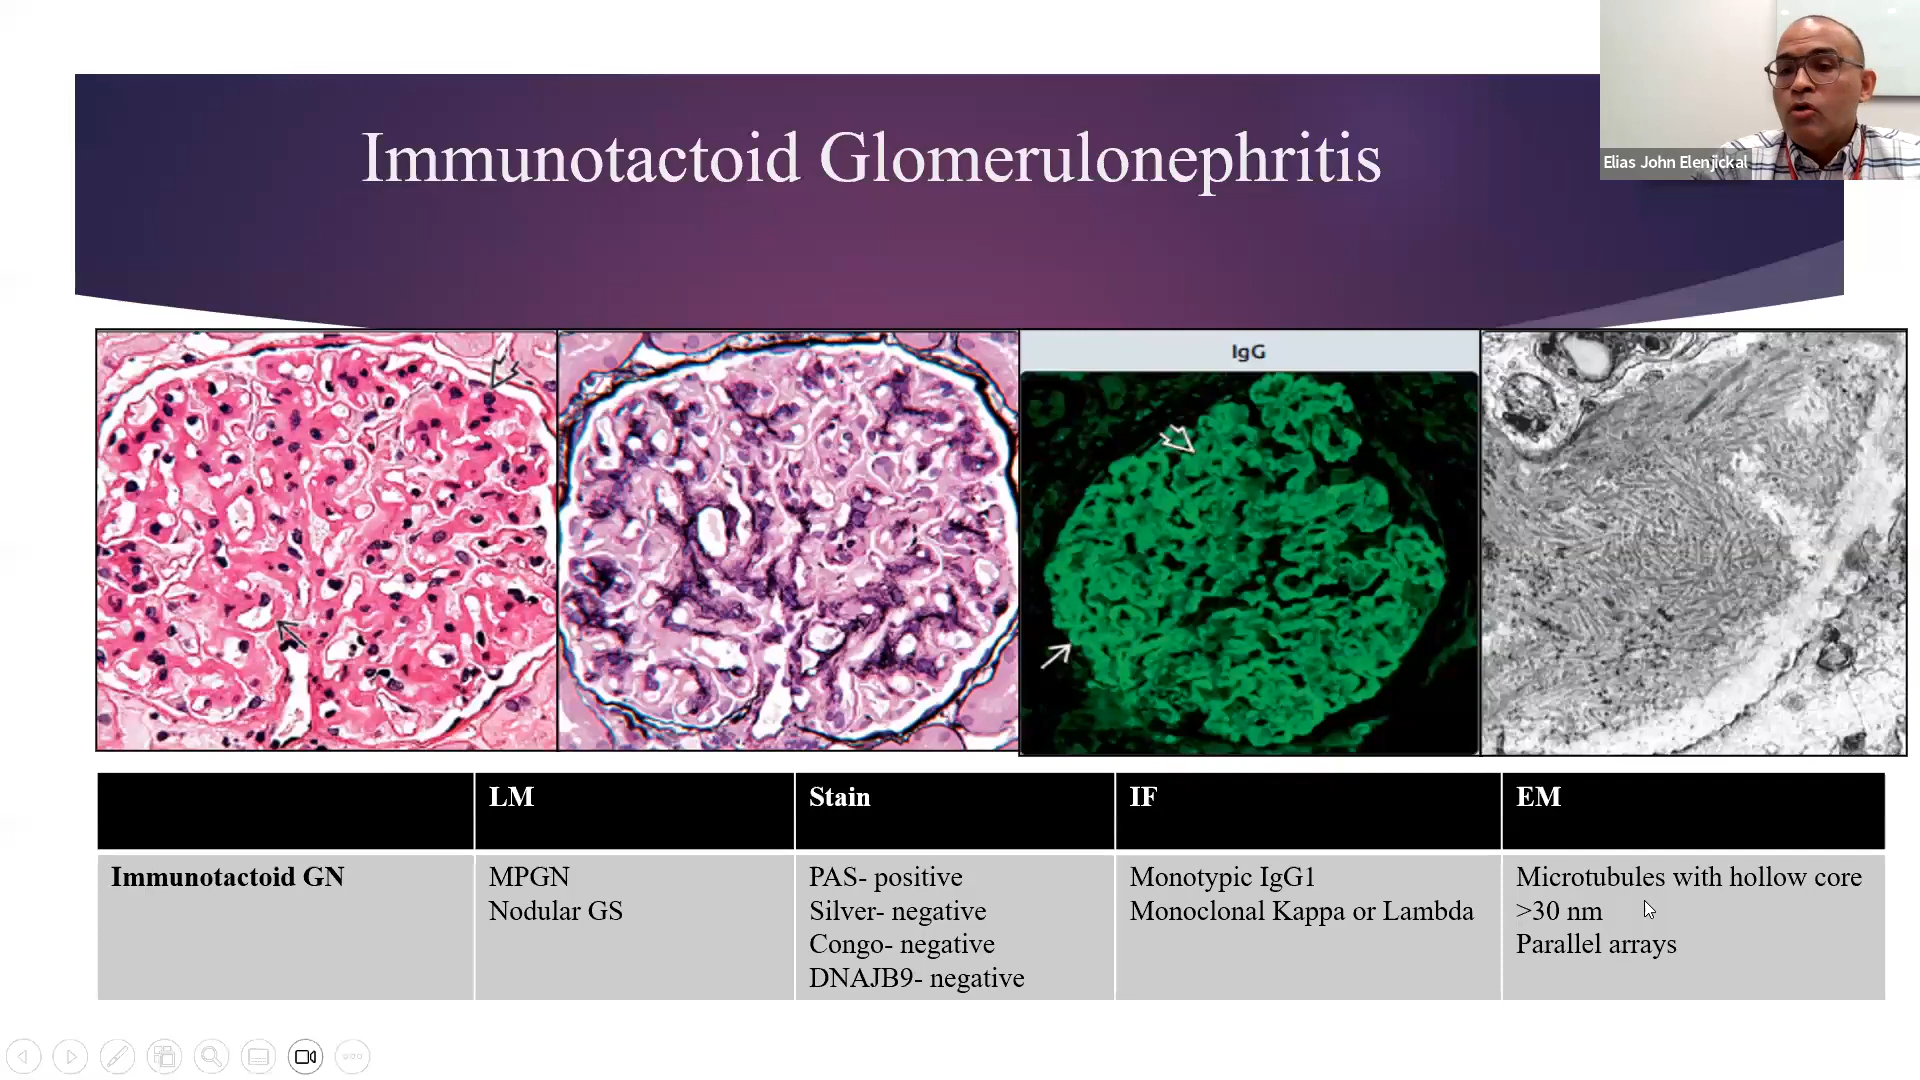 Immunotactoid Glomerulonephritis
Elias John Elenjickal
IgG
LM
Stain
IF
EM
Immunotactoid GN
MPGN
Nodular GS
PAS- positive
Silver- negative
Congo- negative
DNAJB9- negative
Monotypic IgG1
Monoclonal Kappa or Lambda
Microtubules with hollow core
>30 nm
Parallel arrays